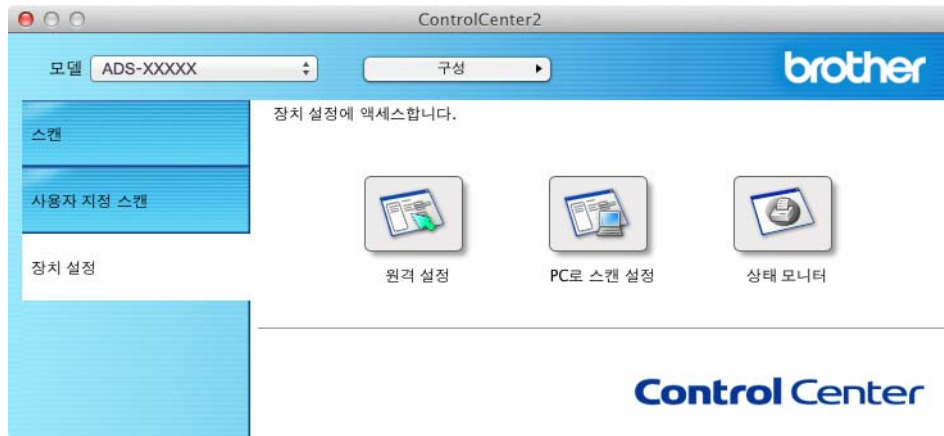 ControlCenter2
모델 ADS-XXXXX 구성 brother
스캔
사용자 지정 스캔
장치 설정
장치 설정에 액세스합니다.
원격 설정 PC로 스캔 설정 상태 모니터
Control Center